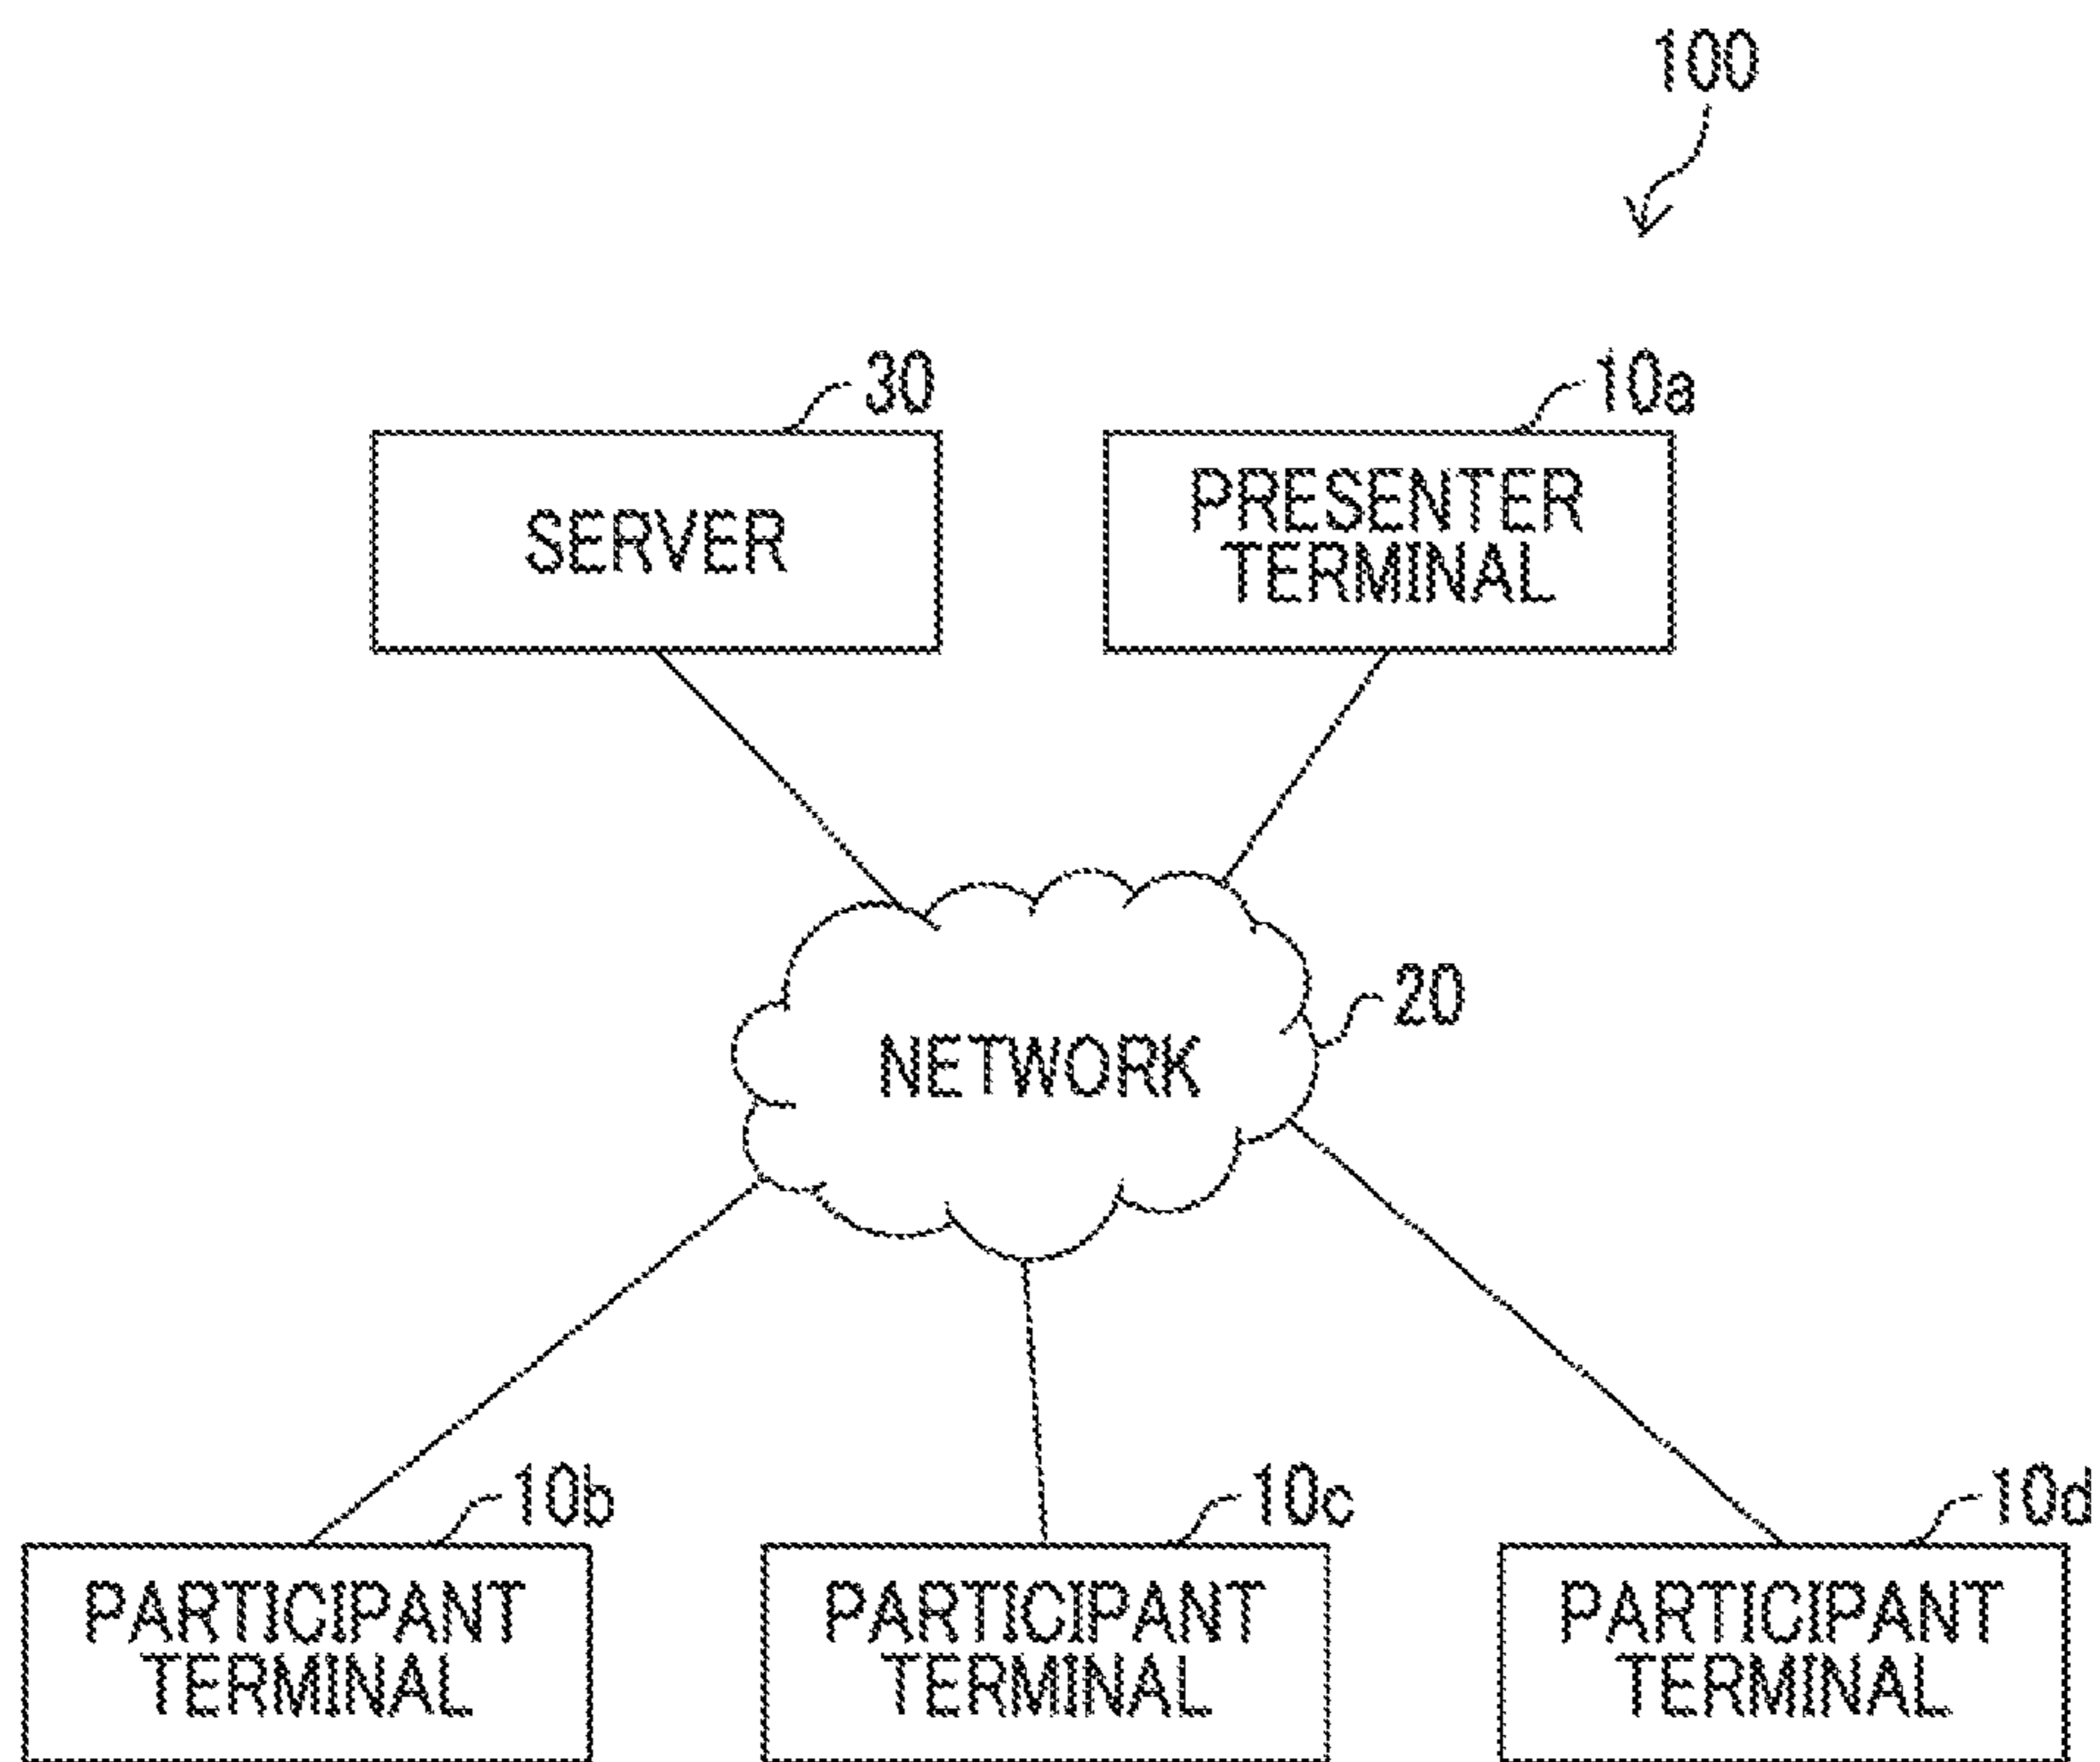 100
30
10a
SERVER
PRESENTER
TERMINAL
20
NETWORK
10b
10c
10d
PARTICIPANT
TERMINAL
PARTICIPANT
TERMINAL
PARTICIPANT
TERMINAL